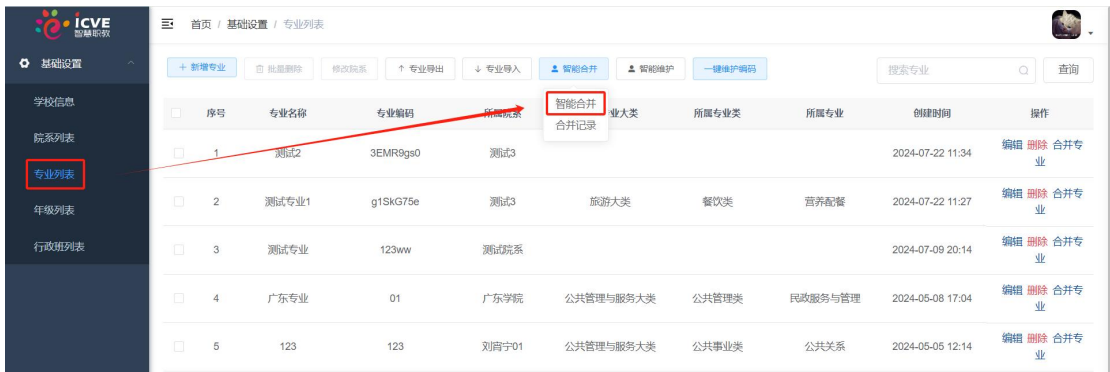 icve
智慧职教
首页 / 基础设置 / 专业列表
基础设置
学校信息
院系列表
专业列表
年级列表
行政班列表
+ 新增专业 批量删除 修改院系 ↑ 专业导出 ↓ 专业导入 智能合并 智能维护 一键维护编码 搜索专业 查询
智能合并
合并记录
序号 专业名称 专业编码 所属院系 业大类 所属专业类 所属专业 创建时间 操作
1 测试2 3EMR9gs0 测试3 2024-07-22 11:34 编辑 删除 合并专
业
2 测试专业1 g1SkG75e 测试3 旅游大类 餐饮类 营养配餐 2024-07-22 11:27 编辑 删除 合并专
业
3 测试专业 123ww 测试院系 2024-07-09 20:14 编辑 删除 合并专
业
4 广东专业 01 广东学院 公共管理与服务大类 公共管理类 民政服务与管理 2024-05-08 17:04 编辑 删除 合并专
业
5 123 123 刘宵宁01 公共管理与服务大类 公共事业类 公共关系 2024-05-05 12:14 编辑 删除 合并专
业